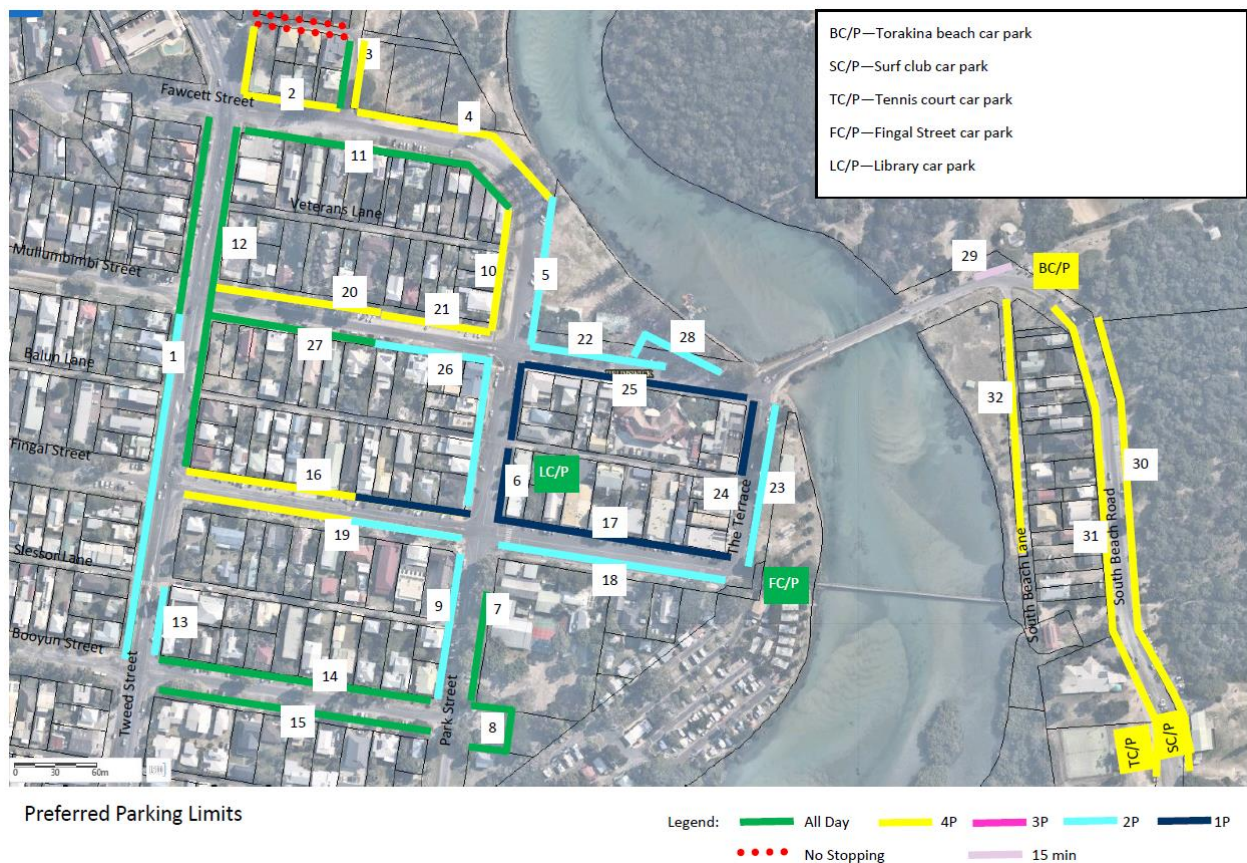 BC/P—Torakina beach car park
SC/P—Surf club car park
TC/P—Tennis court car park
FC/P—Fingal Street car park
LC/P—Library car park
3
2
Fawcett Street
4
11
Veterans Lane
12
Mullumbimbi Street
10
5
29
BC/P
20
21
1
27
26
22
28
Balun Lane
25
32
Fingal Street
16
6
LC/P
24
23
30
19
17
The Terrace
31
South Beach Road
Slesson Lane
18
FC/P
South Beach Lane
9
7
13
Booyun Street
14
Tweed Street
15
Park Street
8
TC/P
SC/P
0 30 60m
Preferred Parking Limits
Legend: All Day 4P 3P 2P 1P
No Stopping 15 min